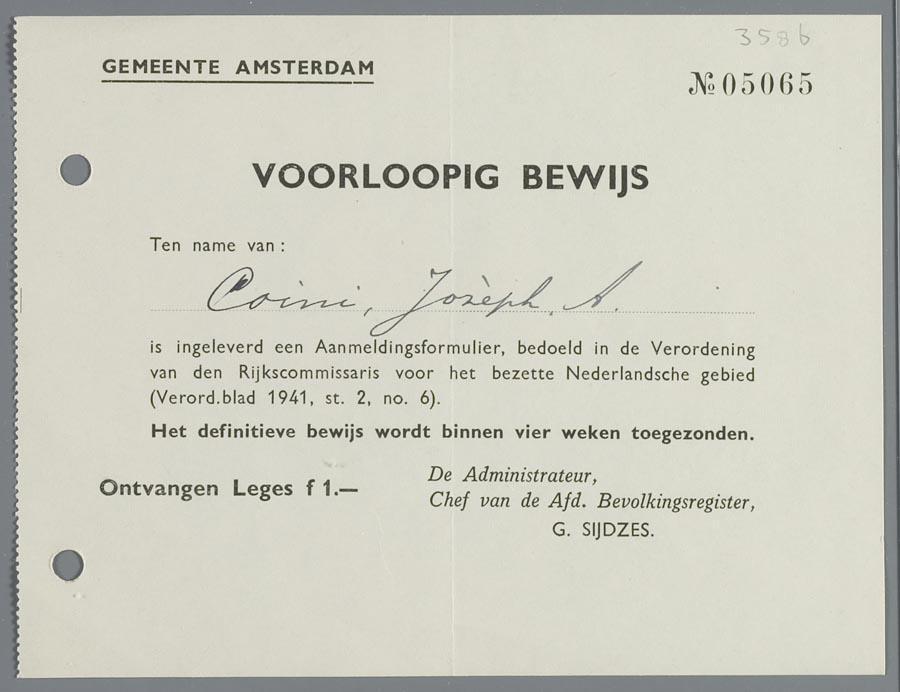 3586
GEMEENTE AMSTERDAM
№ 05065
VOORLOOPIG BEWIJS
Ten name van :
Coini, Josèph, A.
is ingeleverd een Aanmeldingsformulier, bedoeld in de Verordening
van den Rijkscommissaris voor het bezette Nederlandsche gebied
(Verord.blad 1941, st. 2, no. 6).
Het definitieve bewijs wordt binnen vier weken toegezonden.
Ontvangen Leges f 1.—
De Administrateur,
Chef van de Afd. Bevolkingsregister,
G. SIJDZES.